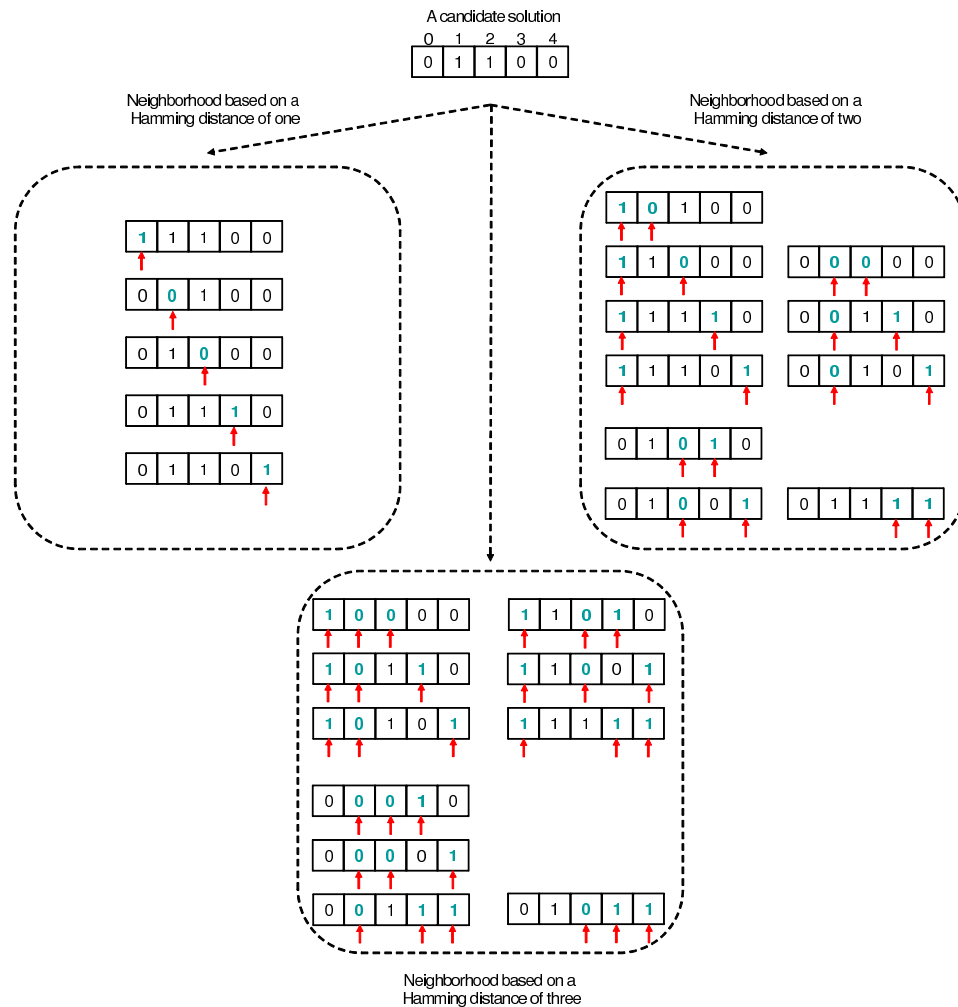 A candidate solution
0 1 2 3 4
0 1 1 0 0
Neighborhood based on a
Hamming distance of one
Neighborhood based on a
Hamming distance of two
1 1 1 0 0
0 0 1 0 0
0 1 0 0 0
0 1 1 1 0
0 1 1 0 1
1 0 1 0 0
1 1 0 0 0
0 0 0 0 0
1 1 1 1 0
0 0 1 1 0
1 1 1 0 1
0 0 1 0 1
0 1 0 1 0
0 1 0 0 1
0 1 1 1 1
1 0 0 0 0
1 1 0 1 0
1 0 1 1 0
1 1 0 0 1
1 0 1 0 1
1 1 1 1 1
0 0 0 1 0
0 0 0 0 1
0 0 1 1 1
0 1 0 1 1
Neighborhood based on a
Hamming distance of three